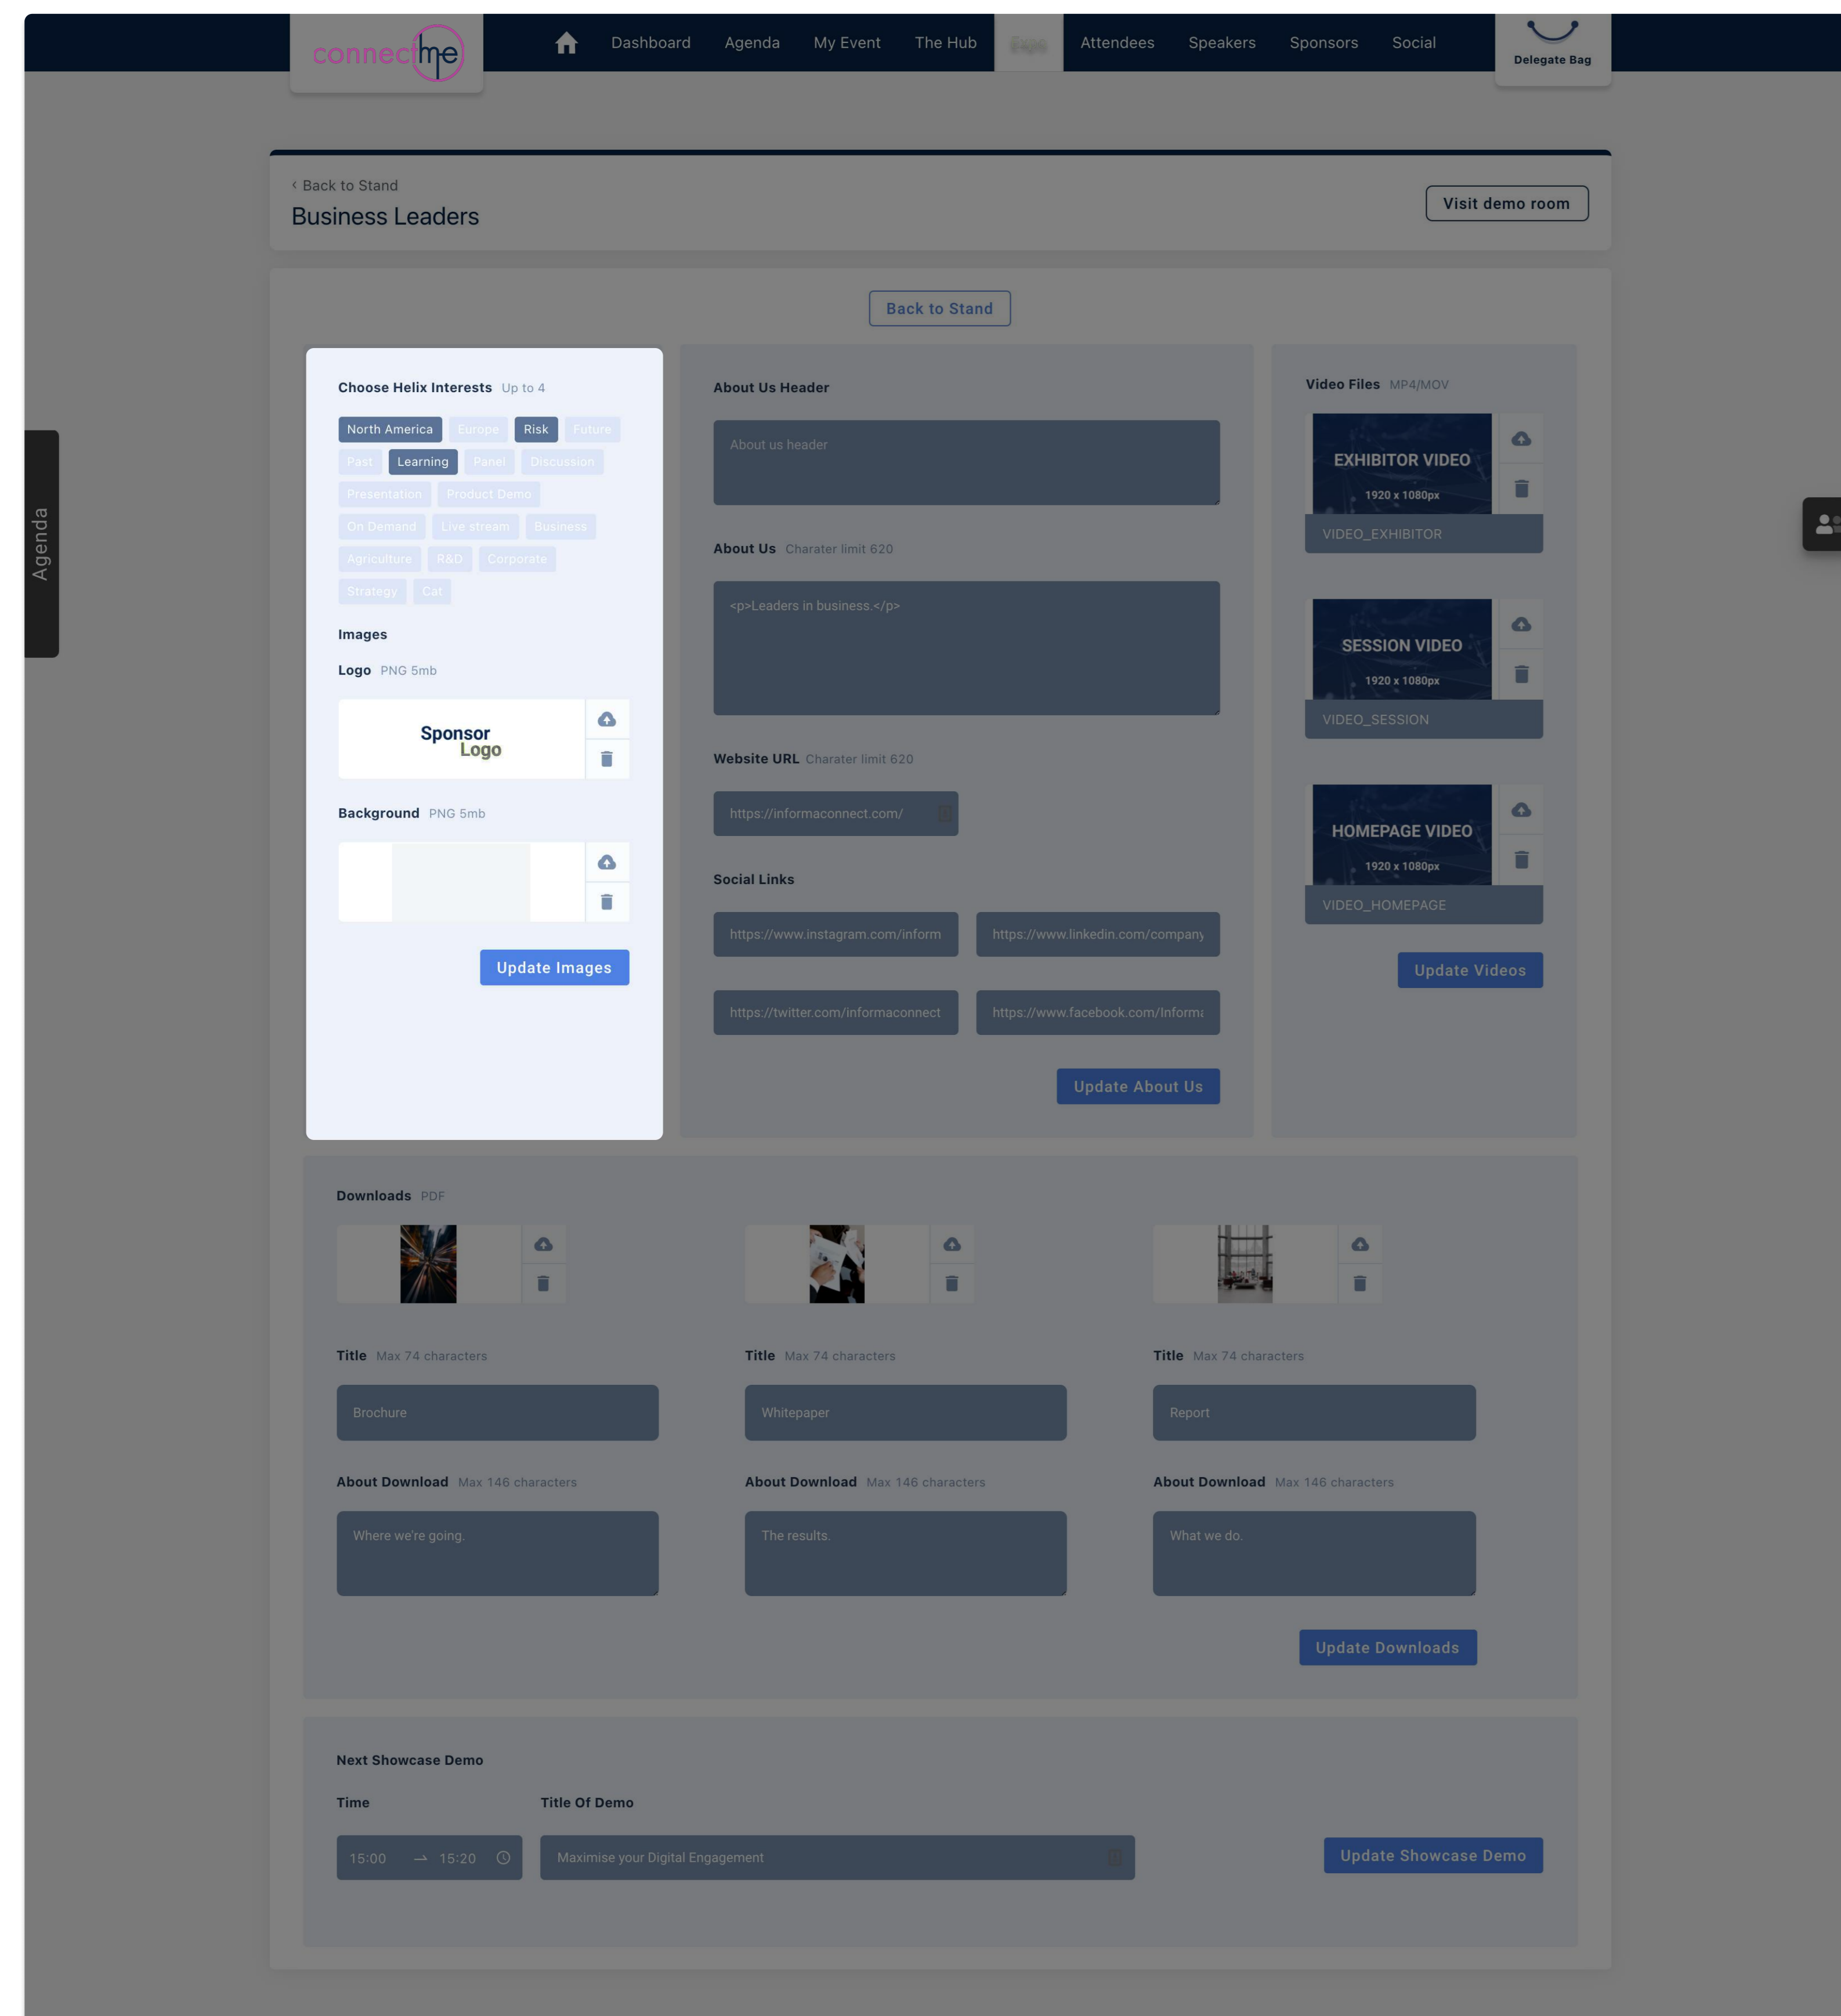 connectme
Dashboard Agenda My Event The Hub Expo Attendees Speakers Sponsors Social
Delegate Bag
‹ Back to Stand
Business Leaders
Visit demo room
Back to Stand
Agenda
Choose Helix Interests Up to 4
North America Europe Risk Future
Past Learning Panel Discussion
Presentation Product Demo
On Demand Live stream Business
Agriculture R&D Corporate
Strategy Cat
Images
Logo PNG 5mb
Sponsor
Logo
Background PNG 5mb
Update Images
About Us Header
About us header
About Us Charater limit 620
<p>Leaders in business.</p>
Website URL Charater limit 620
https://informaconnect.com/
Social Links
https://www.instagram.com/inform https://www.linkedin.com/company
https://twitter.com/informaconnect https://www.facebook.com/Informa
Update About Us
Video Files MP4/MOV
EXHIBITOR VIDEO
1920 x 1080px
VIDEO_EXHIBITOR
SESSION VIDEO
1920 x 1080px
VIDEO_SESSION
HOMEPAGE VIDEO
1920 x 1080px
VIDEO_HOMEPAGE
Update Videos
Downloads PDF
Title Max 74 characters Title Max 74 characters Title Max 74 characters
Brochure Whitepaper Report
About Download Max 146 characters About Download Max 146 characters About Download Max 146 characters
Where we're going. The results. What we do.
Update Downloads
Next Showcase Demo
Time Title Of Demo
15:00 → 15:20 Maximise your Digital Engagement
Update Showcase Demo